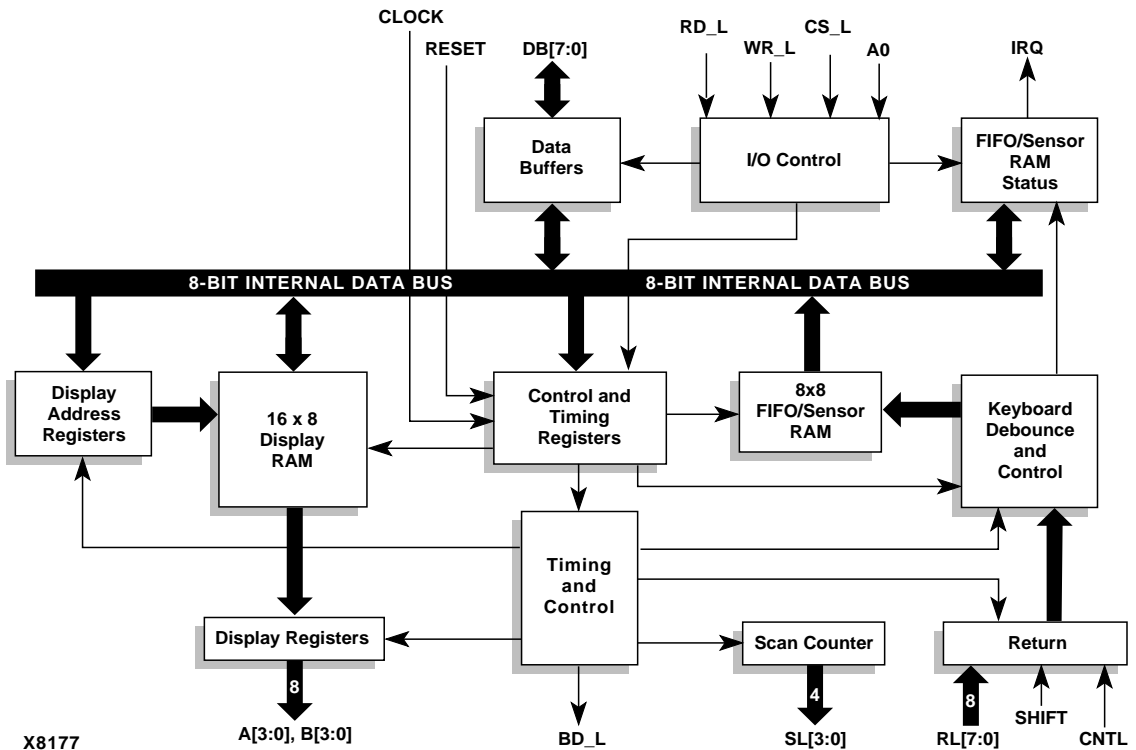 CLOCK
RESET
DB[7:0]
RD_L
WR_L
CS_L
A0
IRQ
Data
Buffers
I/O Control
FIFO/Sensor
RAM
Status
8-BIT INTERNAL DATA BUS
8-BIT INTERNAL DATA BUS
Display
Address
Registers
16 x 8
Display
RAM
Control and
Timing
Registers
8x8
FIFO/Sensor
RAM
Keyboard
Debounce
and
Control
Timing
and
Control
Display Registers
Scan Counter
Return
8
4
8
A[3:0], B[3:0]
BD_L
SL[3:0]
RL[7:0]
SHIFT
CNTL
X8177